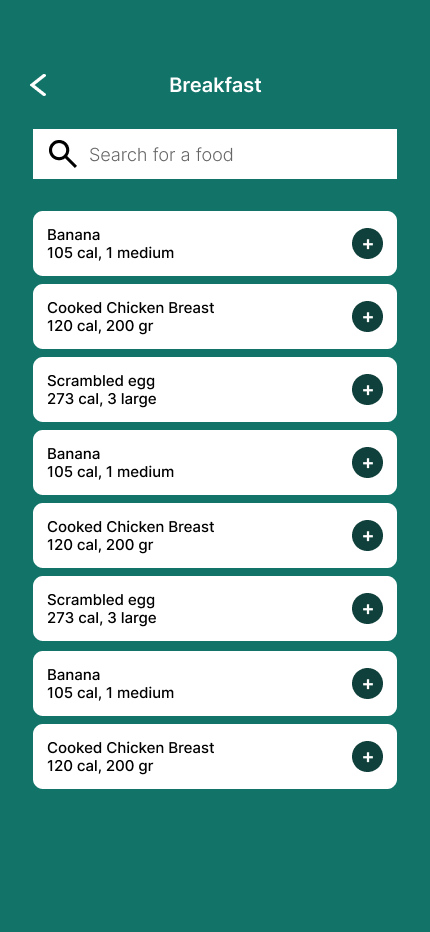 Breakfast
Search for a food
Banana
105 cal, 1 medium
+
Cooked Chicken Breast
120 cal, 200 gr
+
Scrambled egg
273 cal, 3 large
+
Banana
105 cal, 1 medium
+
Cooked Chicken Breast
120 cal, 200 gr
+
Scrambled egg
273 cal, 3 large
+
Banana
105 cal, 1 medium
+
Cooked Chicken Breast
120 cal, 200 gr
+